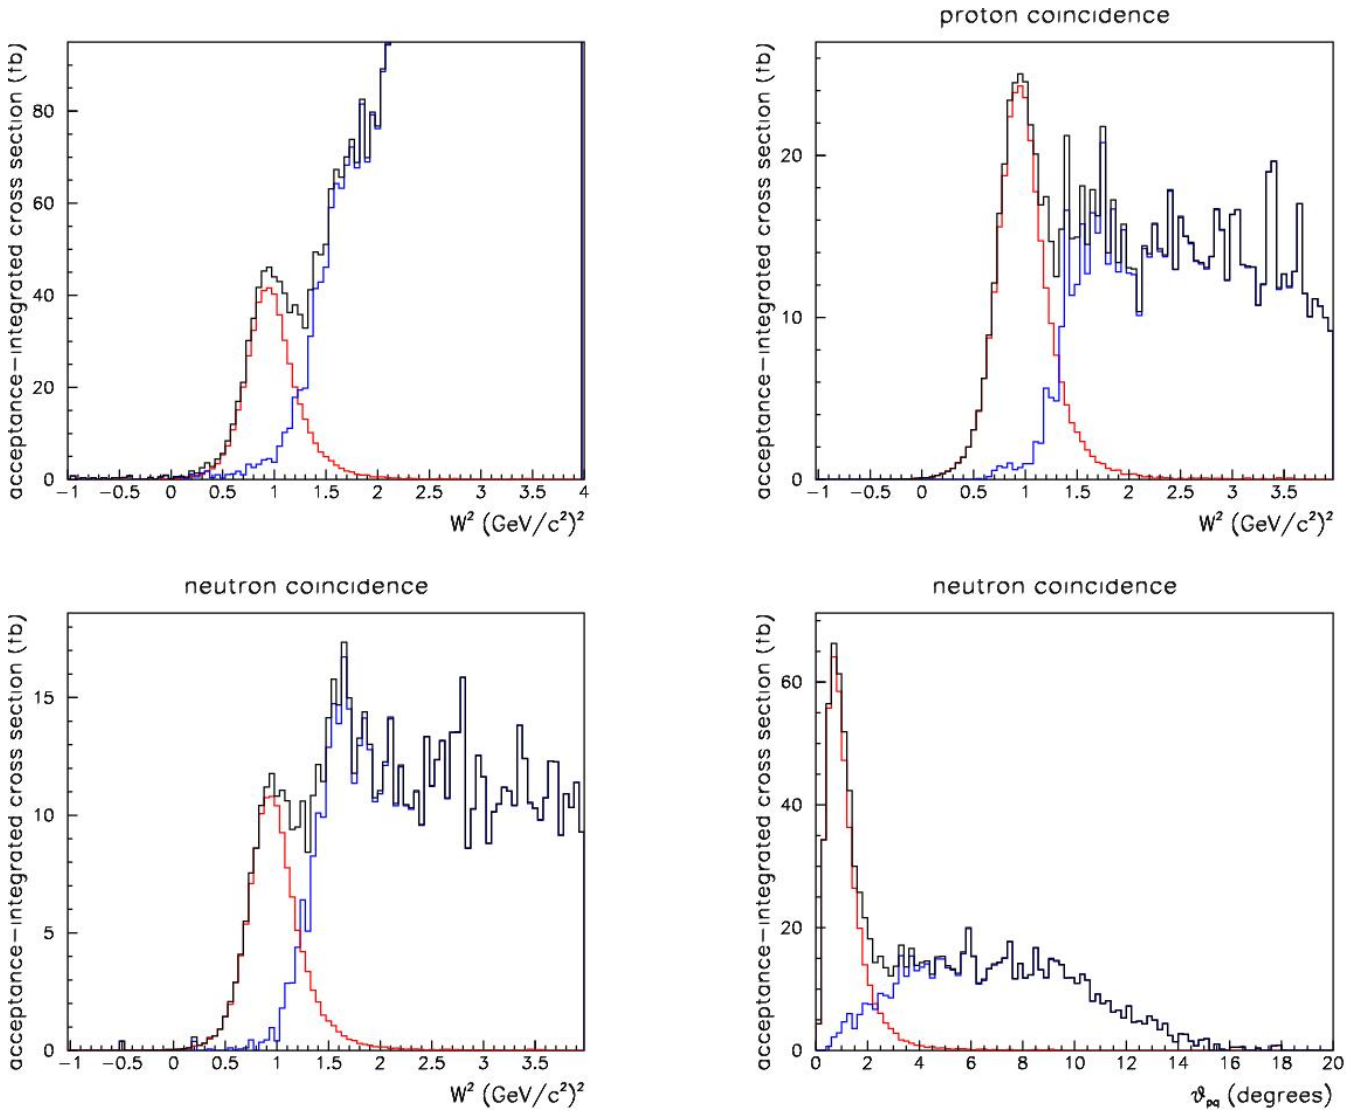 acceptance-integrated cross section (fb)
80
60
40
20
0
-1 -0.5 0 0.5 1 1.5 2 2.5 3 3.5 4
W² (GeV/c²)²
proton coincidence
acceptance-integrated cross section (fb)
20
10
0
-1 -0.5 0 0.5 1 1.5 2 2.5 3 3.5
W² (GeV/c²)²
neutron coincidence
acceptance-integrated cross section (fb)
15
10
5
0
-1 -0.5 0 0.5 1 1.5 2 2.5 3 3.5
W² (GeV/c²)²
neutron coincidence
acceptance-integrated cross section (fb)
60
40
20
0
0 2 4 6 8 10 12 14 16 18 20
ϑpq (degrees)